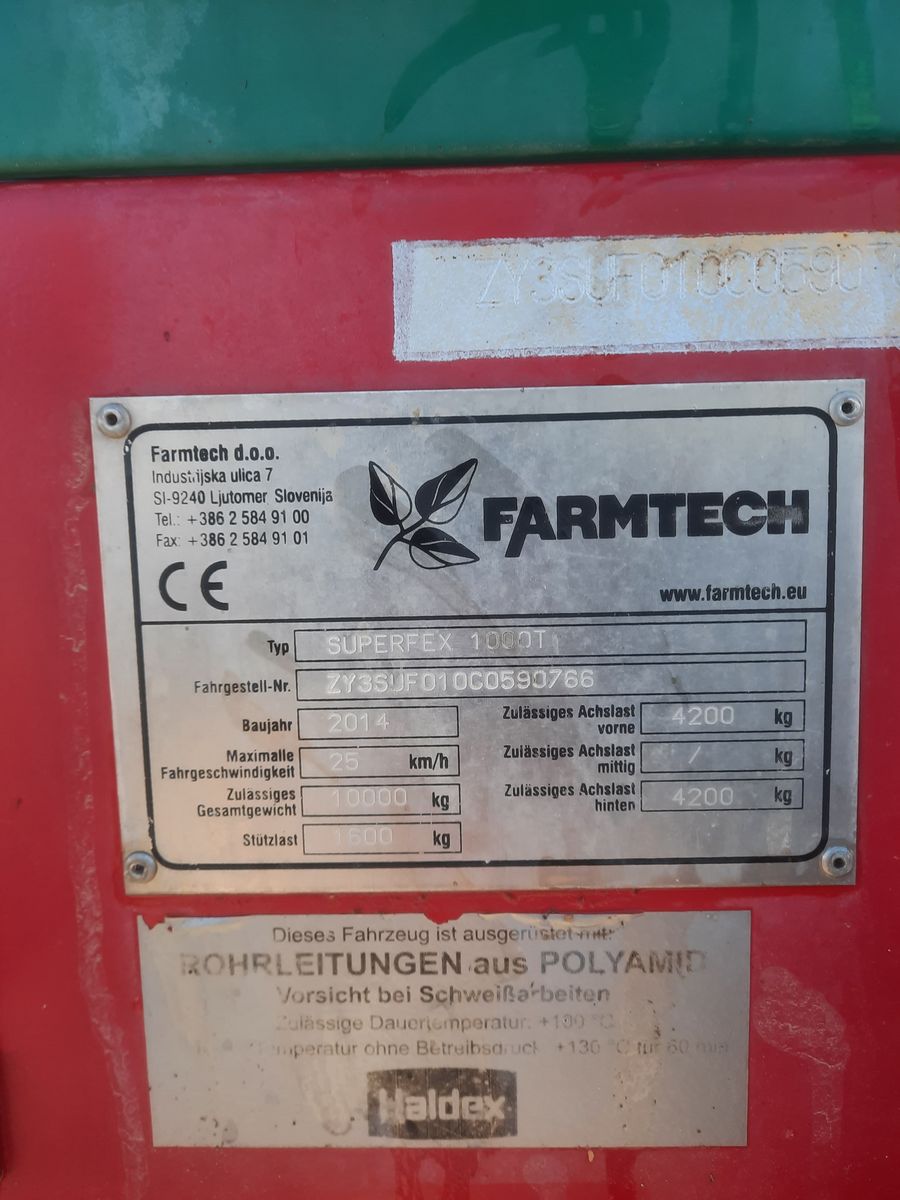 ZY3SUF010C0590
Farmtech d.o.o.
Industrijska ulica 7
SI-9240 Ljutomer Slovenija
Tel.: +386 2 584 91 00
Fax: +386 2 584 91 01
CE
FARMTECH
www.farmtech.eu
Typ SUPERFEX 1000T
Fahrgestell-Nr. ZY3SUF010C0590766
Baujahr 2014
Maximalle
Fahrgeschwindigkeit 25 km/h
Zulässiges
Gesamtgewicht 10000 kg
Stützlast 1600 kg
Zulässiges Achslast
vorne 4200 kg
Zulässiges Achslast
mittig / kg
Zulässiges Achslast
hinten 4200 kg
Dieses Fahrzeug ist ausgerüstet mit:
ROHRLEITUNGEN aus POLYAMID
Vorsicht bei Schweißarbeiten
Zulässige Dauertemperatur: +100 °C
ohne Betreibsdruck +130 °C für 60 min
Haldex